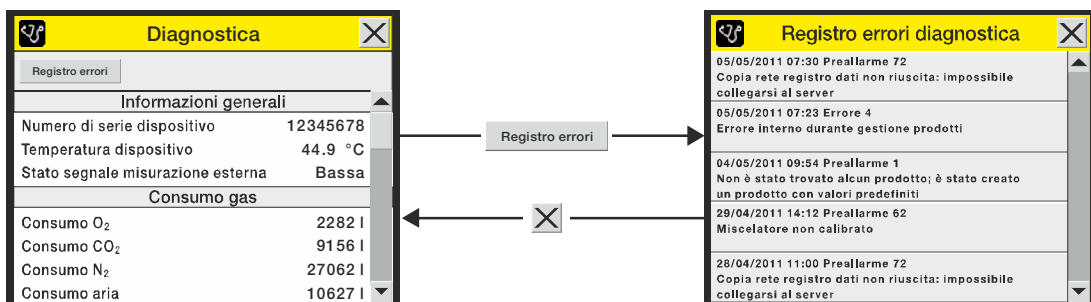 Diagnostica
Registro errori
Informazioni generali
Numero di serie dispositivo 12345678
Temperatura dispositivo 44.9 °C
Stato segnale misurazione esterna Bassa
Consumo gas
Consumo O₂ 2282 l
Consumo CO₂ 9156 l
Consumo N₂ 27062 l
Consumo aria 10627 l
Registro errori
Registro errori diagnostica
05/05/2011 07:30 Preallarme 72
Copia rete registro dati non riuscita: impossibile
collegarsi al server
05/05/2011 07:23 Errore 4
Errore interno durante gestione prodotti
04/05/2011 09:54 Preallarme 1
Non è stato trovato alcun prodotto; è stato creato
un prodotto con valori predefiniti
29/04/2011 14:12 Preallarme 62
Miscelatore non calibrato
28/04/2011 11:00 Preallarme 72
Copia rete registro dati non riuscita: impossibile
collegarsi al server